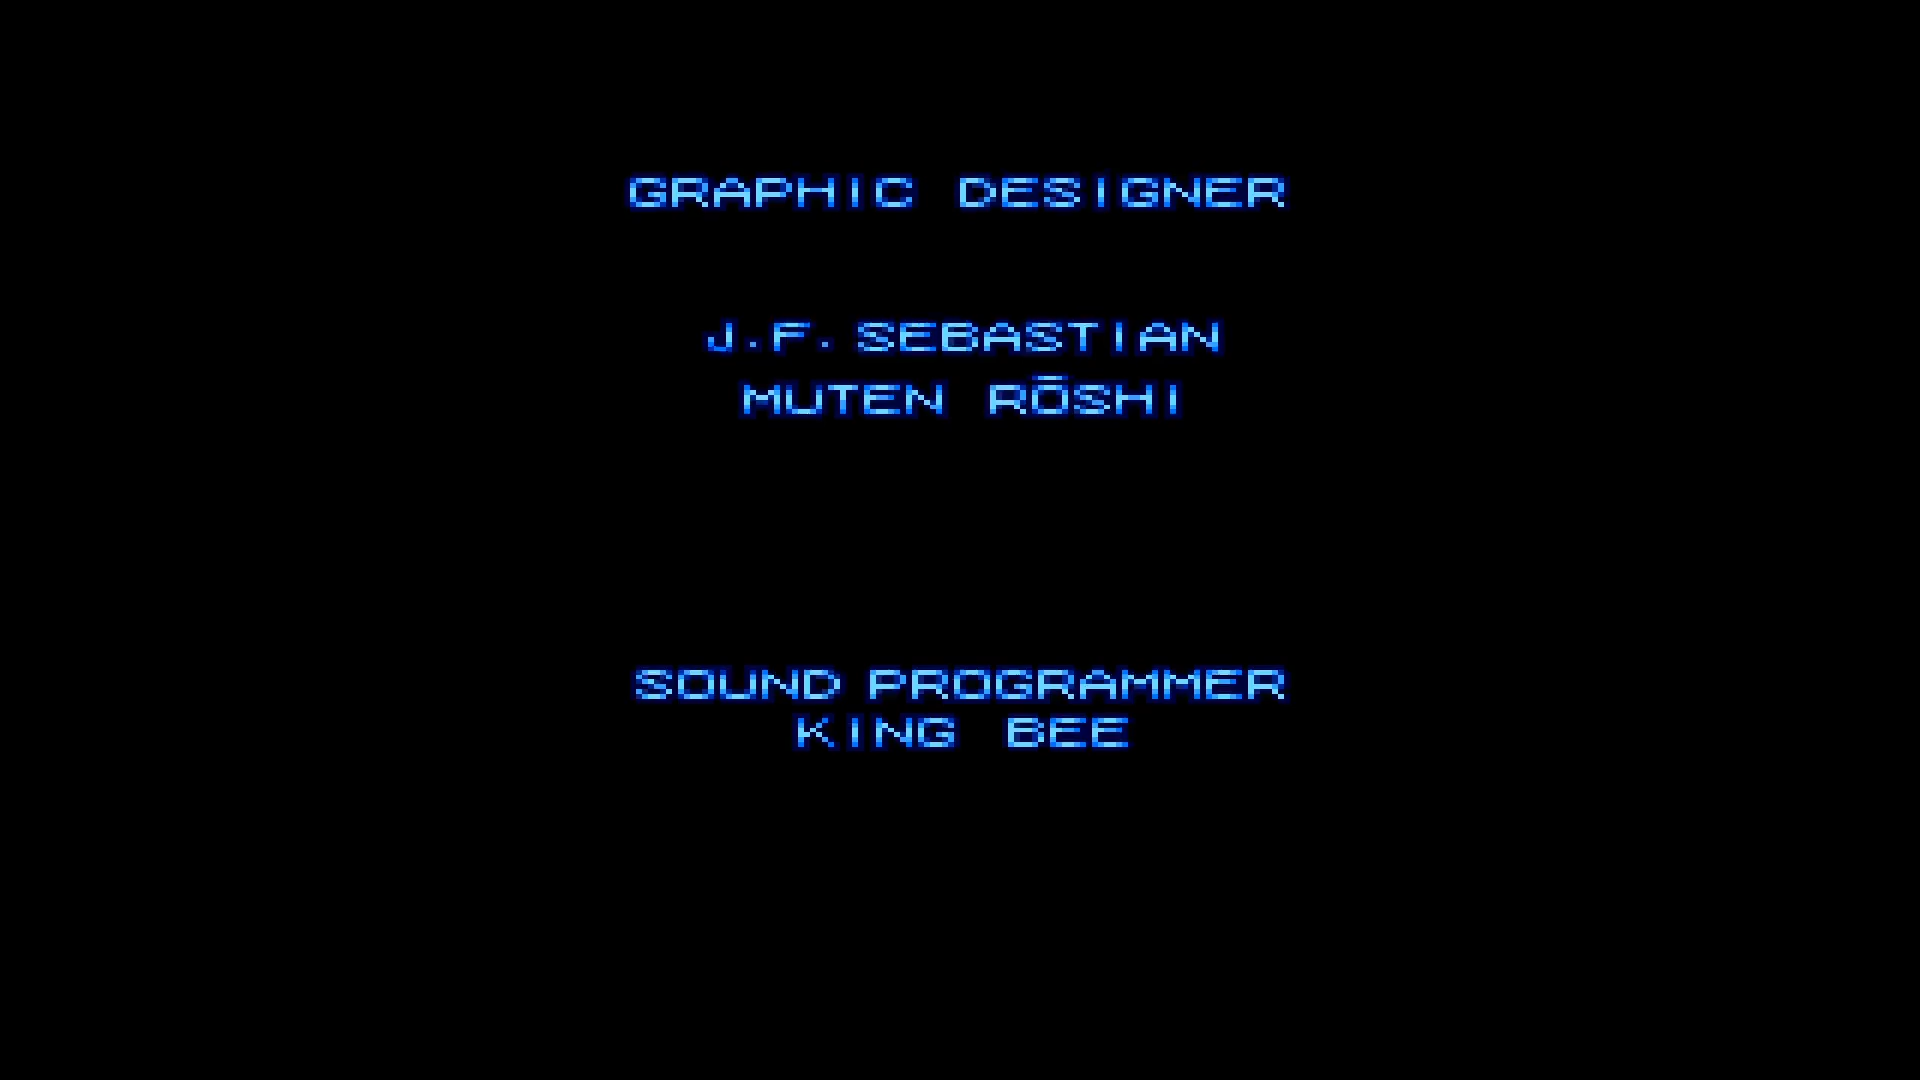 GRAPHIC DESIGNER
J.F. SEBASTIAN
MUTEN RŌSHI
SOUND PROGRAMMER
KING BEE